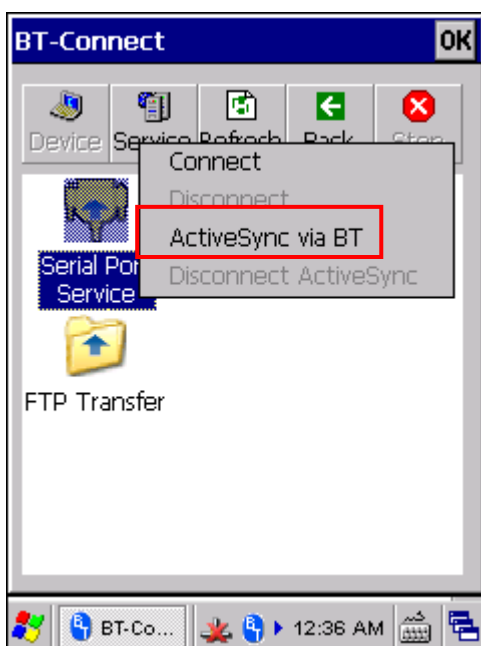 BT-Connect OK
Device Service Refresh Back Stop
Connect
Disconnect
ActiveSync via BT
Disconnect ActiveSync
Serial Port
Service
FTP Transfer
BT-Co... 12:36 AM